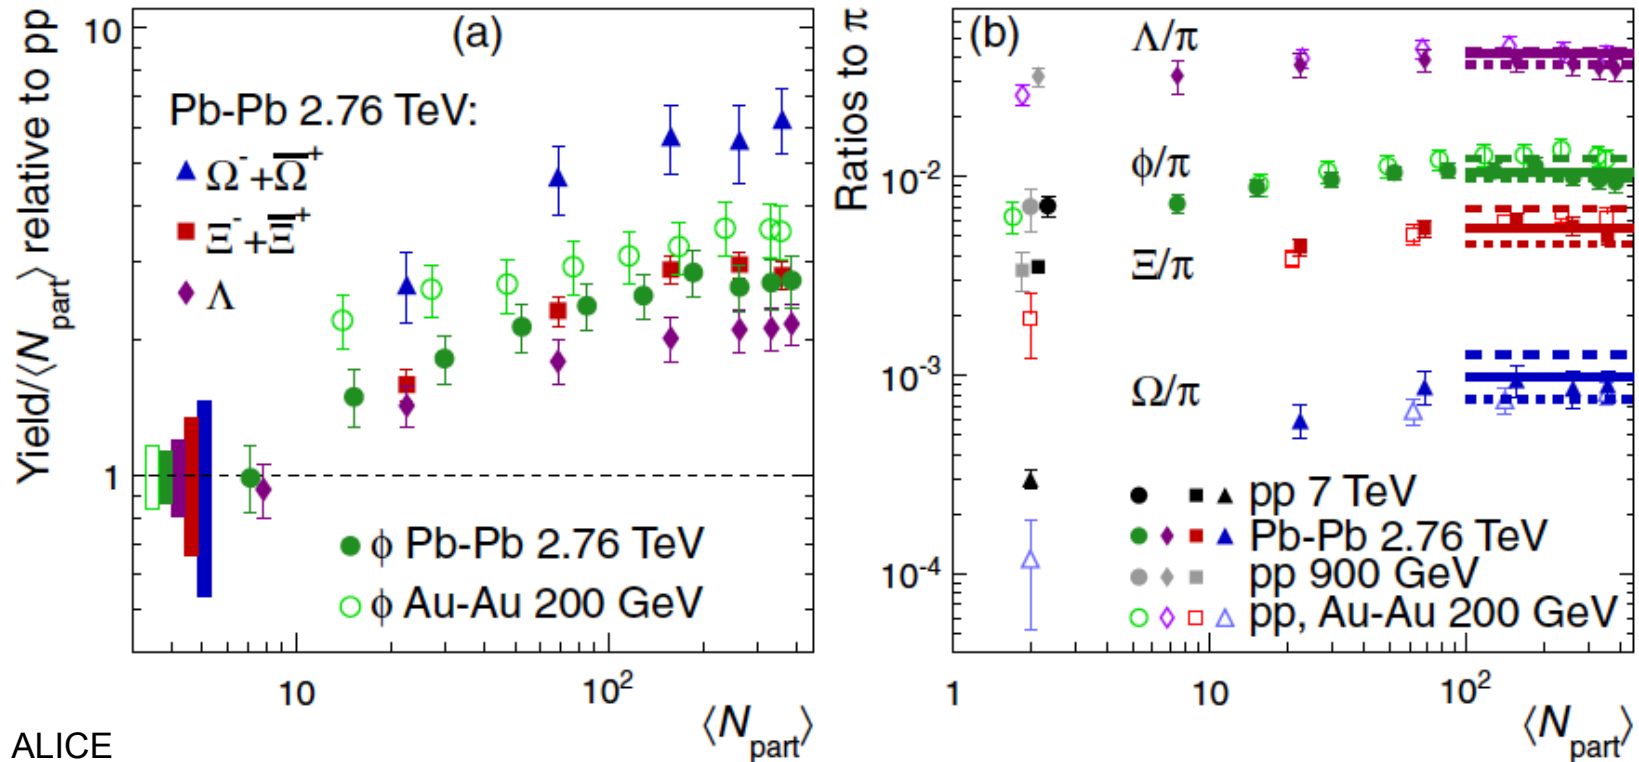 Yield/⟨N_part⟩ relative to pp
10
1
(a)
Pb-Pb 2.76 TeV:
Ω⁻+Ω̅⁺
Ξ⁻+Ξ̅⁺
Λ
ϕ Pb-Pb 2.76 TeV
ϕ Au-Au 200 GeV
10
10²
⟨N_part⟩
Ratios to π
10⁻²
10⁻³
10⁻⁴
(b)
Λ/π
ϕ/π
Ξ/π
Ω/π
pp 7 TeV
Pb-Pb 2.76 TeV
pp 900 GeV
pp, Au-Au 200 GeV
1
10
10²
⟨N_part⟩
ALICE